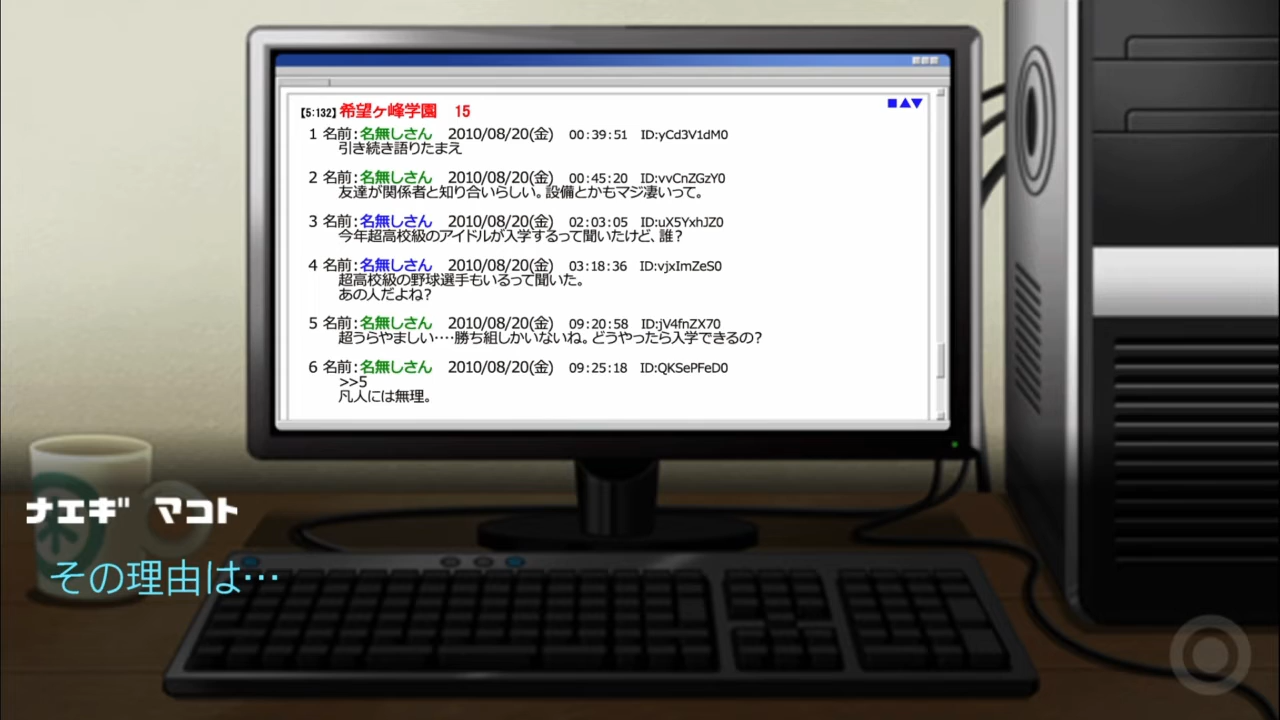 【5:132】希望ヶ峰学園　15　■▲▼
1 名前：名無しさん　2010/08/20(金)　00:39:51　ID:yCd3V1dM0
引き続き語りたまえ
2 名前：名無しさん　2010/08/20(金)　00:45:20　ID:vvCnZGzY0
友達が関係者と知り合いらしい。設備とかもマジ凄いって。
3 名前：名無しさん　2010/08/20(金)　02:03:05　ID:uX5YxhJZ0
今年超高校級のアイドルが入学するって聞いたけど、誰？
4 名前：名無しさん　2010/08/20(金)　03:18:36　ID:vjxImZeS0
超高校級の野球選手もいるって聞いた。
あの人だよね？
5 名前：名無しさん　2010/08/20(金)　09:20:58　ID:jV4fnZX70
超うらやましい‥‥勝ち組しかいないね。どうやったら入学できるの？
6 名前：名無しさん　2010/08/20(金)　09:25:18　ID:QKSePFeD0
>>5
凡人には無理。
ナエギ マコト
その理由は…